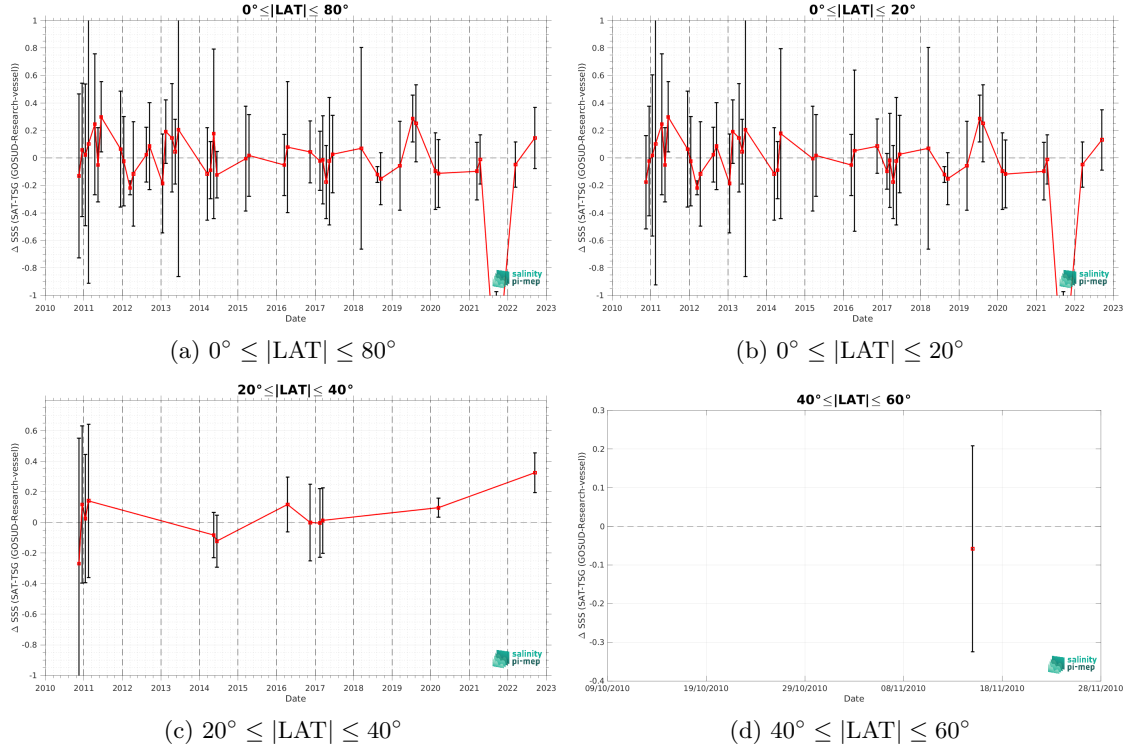 0°≤|LAT|≤ 80°
Δ SSS (SAT-TSG (GOSUD-Research-vessel))
1
0.8
0.6
0.4
0.2
0
-0.2
-0.4
-0.6
-0.8
-1
2010 2011 2012 2013 2014 2015 2016 2017 2018 2019 2020 2021 2022 2023
Date
salinity
pi-mep
(a) 0° ≤ |LAT| ≤ 80°
0°≤|LAT|≤ 20°
Δ SSS (SAT-TSG (GOSUD-Research-vessel))
1
0.8
0.6
0.4
0.2
0
-0.2
-0.4
-0.6
-0.8
-1
2010 2011 2012 2013 2014 2015 2016 2017 2018 2019 2020 2021 2022 2023
Date
salinity
pi-mep
(b) 0° ≤ |LAT| ≤ 20°
20°≤|LAT|≤ 40°
Δ SSS (SAT-TSG (GOSUD-Research-vessel))
0.6
0.4
0.2
0
-0.2
-0.4
-0.6
-0.8
-1
2010 2011 2012 2013 2014 2015 2016 2017 2018 2019 2020 2021 2022 2023
Date
salinity
pi-mep
(c) 20° ≤ |LAT| ≤ 40°
40°≤|LAT|≤ 60°
Δ SSS (SAT-TSG (GOSUD-Research-vessel))
0.3
0.2
0.1
0
-0.1
-0.2
-0.3
-0.4
09/10/2010 19/10/2010 29/10/2010 08/11/2010 18/11/2010 28/11/2010
Date
salinity
pi-mep
(d) 40° ≤ |LAT| ≤ 60°